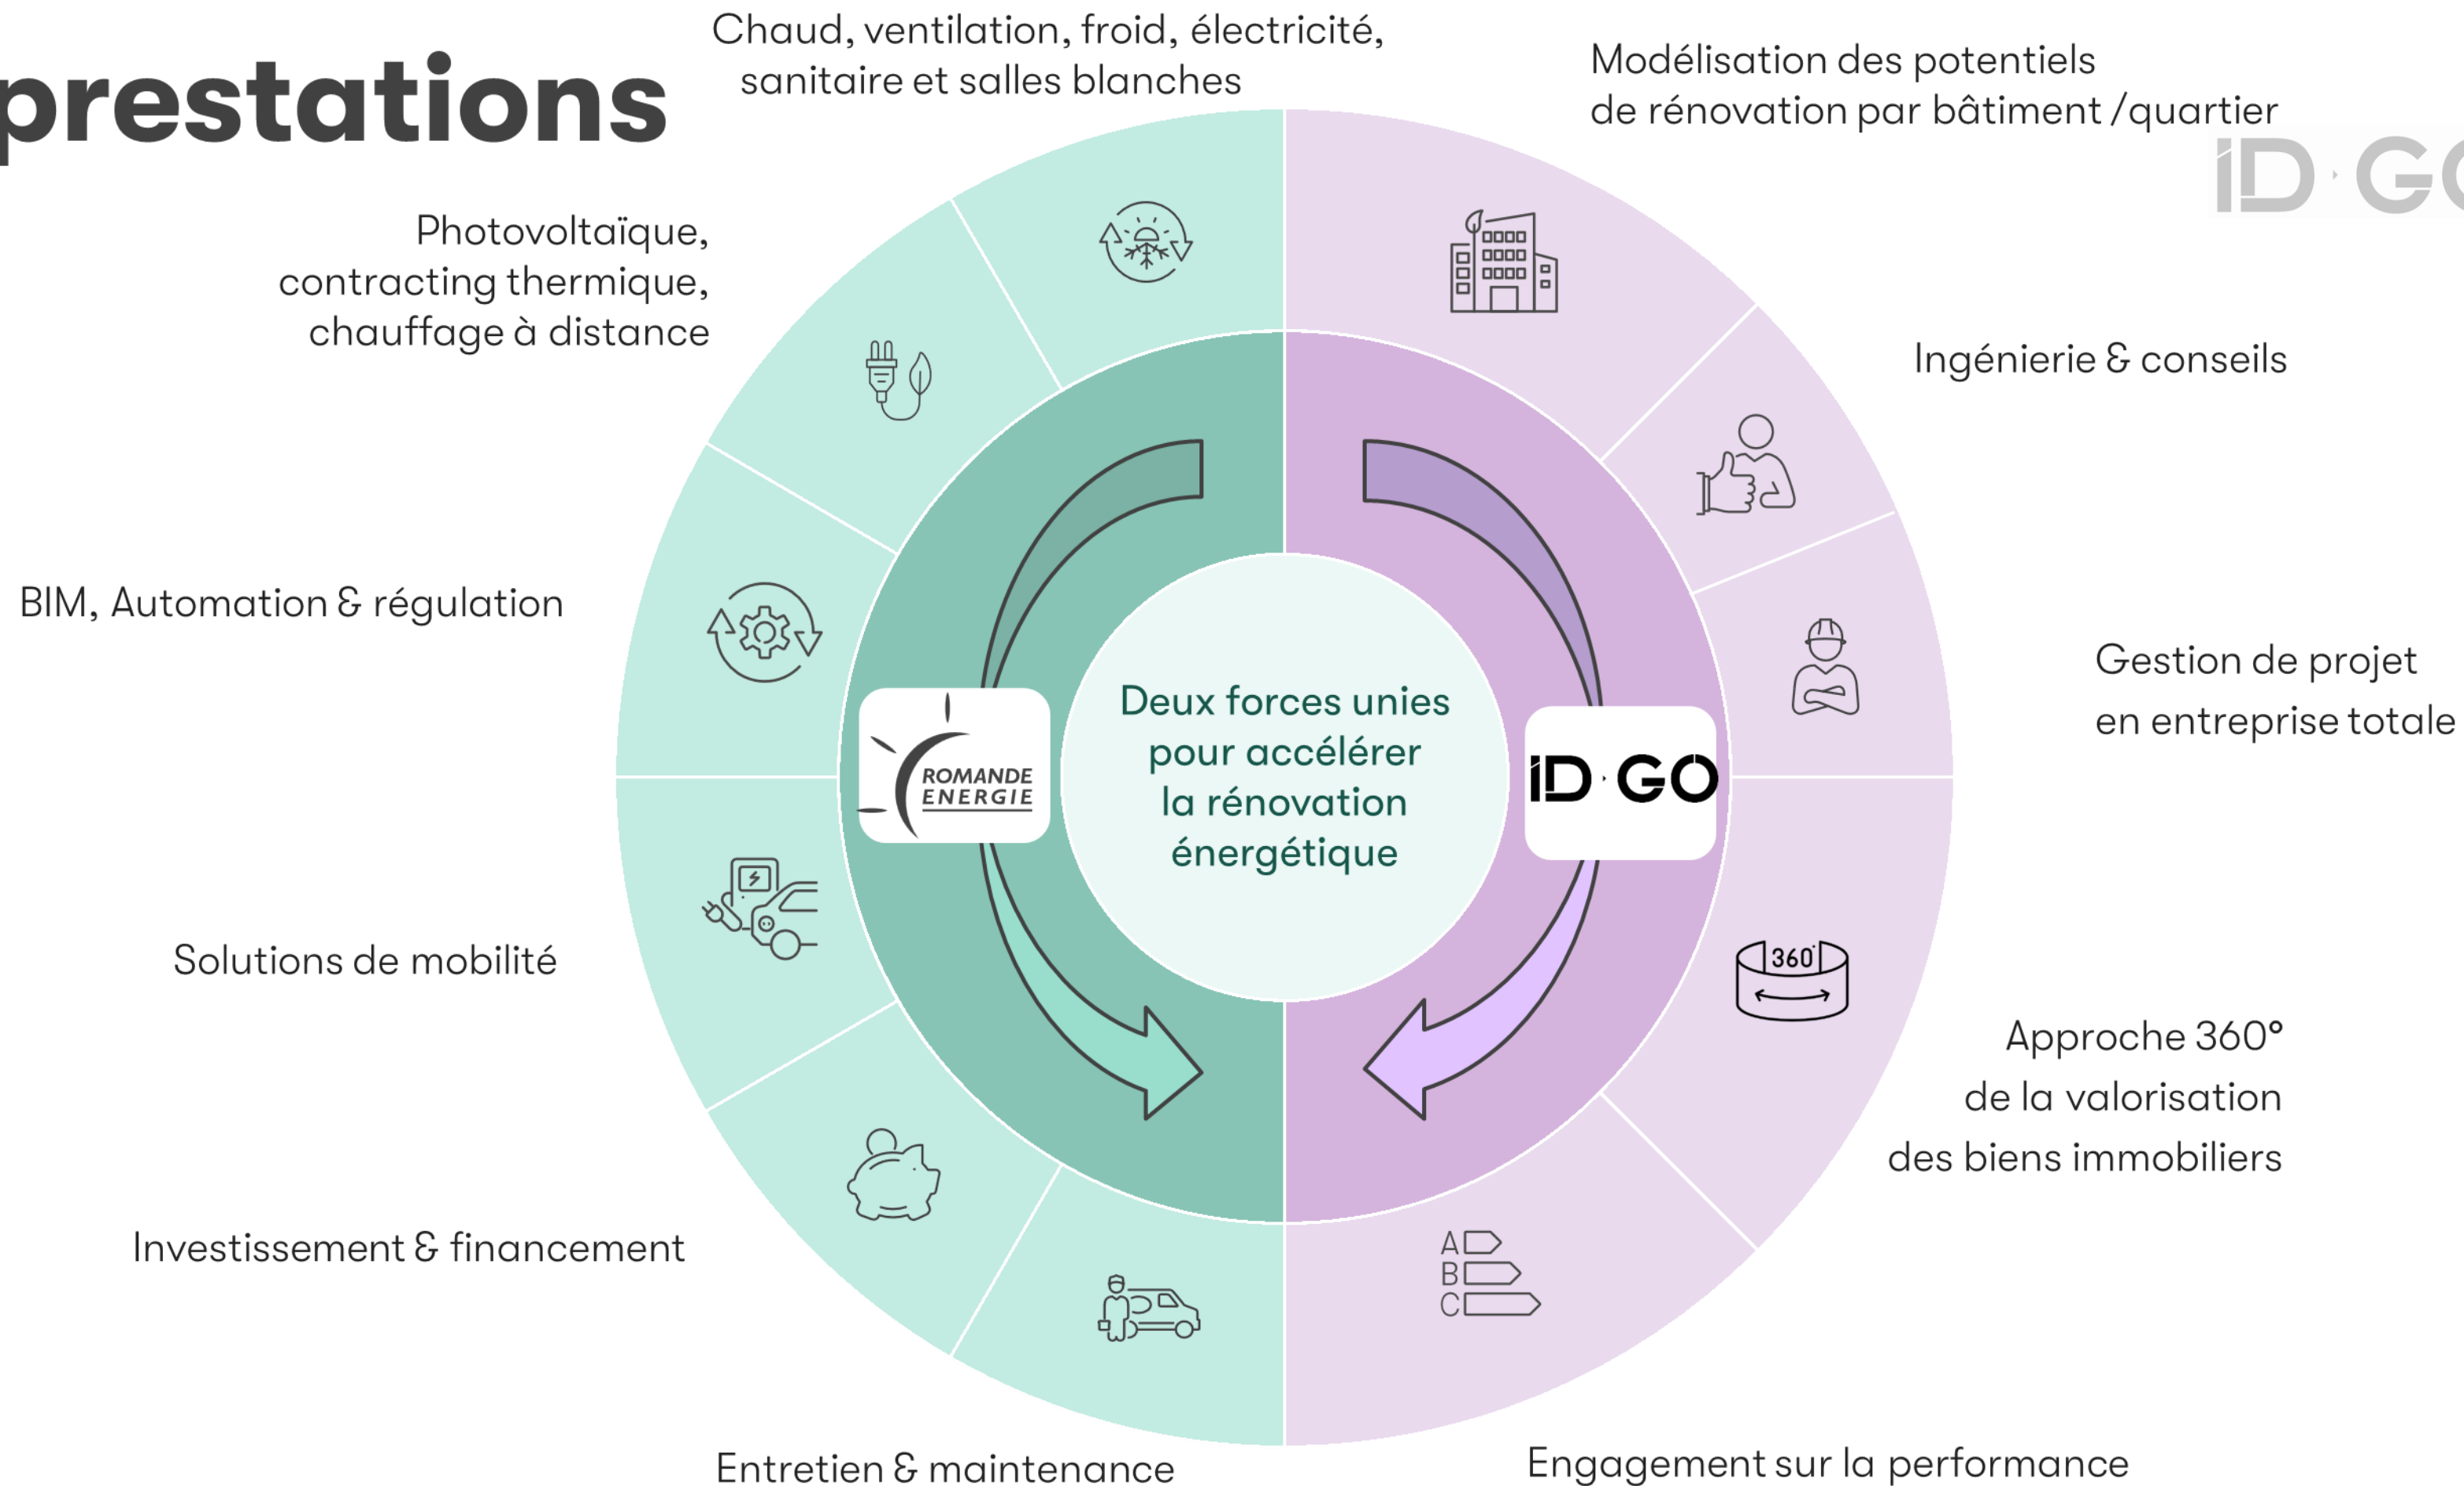 prestations
Chaud, ventilation, froid, électricité,
sanitaire et salles blanches
Modélisation des potentiels
de rénovation par bâtiment /quartier
iD·GO
Photovoltaïque,
contracting thermique,
chauffage à distance
Ingénierie & conseils
BIM, Automation & régulation
Gestion de projet
en entreprise totale
Deux forces unies
pour accélérer
la rénovation
énergétique
ROMANDE
ENERGIE
iD·GO
Solutions de mobilité
360°
Approche 360°
de la valorisation
des biens immobiliers
Investissement & financement
A
B
C
Entretien & maintenance
Engagement sur la performance